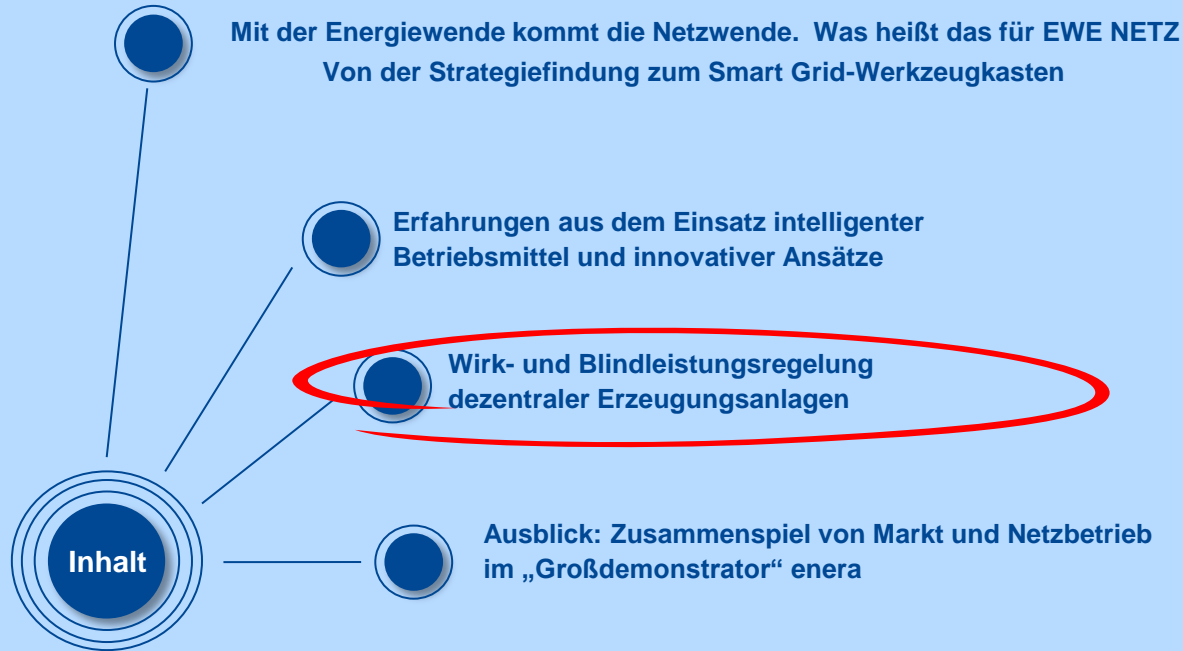 Mit der Energiewende kommt die Netzwende. Was heißt das für EWE NETZ
Von der Strategiefindung zum Smart Grid-Werkzeugkasten
Erfahrungen aus dem Einsatz intelligenter
Betriebsmittel und innovativer Ansätze
Wirk- und Blindleistungsregelung
dezentraler Erzeugungsanlagen
Inhalt
Ausblick: Zusammenspiel von Markt und Netzbetrieb
im „Großdemonstrator“ enera